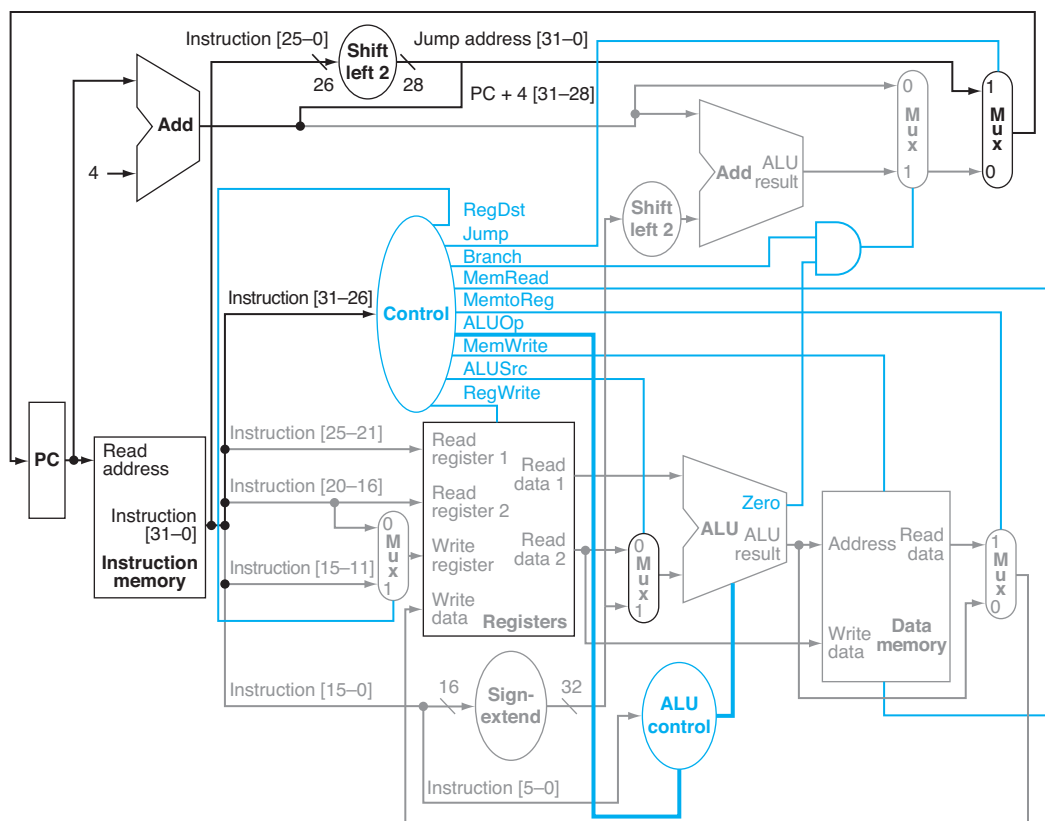 Instruction [25–0]
Shift
left 2
Jump address [31–0]
26
28
PC + 4 [31–28]
Add
4
0
M
u
x
1
1
M
u
x
0
Add
ALU
result
Shift
left 2
RegDst
Jump
Branch
MemRead
MemtoReg
ALUOp
MemWrite
ALUSrc
RegWrite
Control
Instruction [31–26]
PC
Read
address
Instruction
[31–0]
Instruction
memory
Instruction [25–21]
Instruction [20–16]
Instruction [15–11]
0
M
u
x
1
Read
register 1
Read
register 2
Write
register
Write
data
Read
data 1
Read
data 2
Registers
0
M
u
x
1
Zero
ALU
ALU
result
Address
Read
data
Write
data
Data
memory
1
M
u
x
0
Instruction [15–0]
16
Sign-
extend
32
ALU
control
Instruction [5–0]